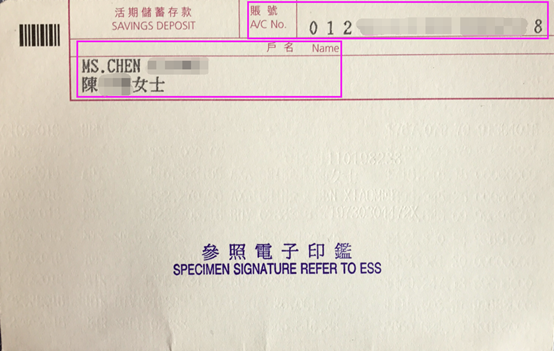 活期儲蓄存款
SAVINGS DEPOSIT
賬號
A/C No.
012 8
戶名 Name
MS.CHEN
陳 女士
參照電子印鑑
SPECIMEN SIGNATURE REFER TO ESS